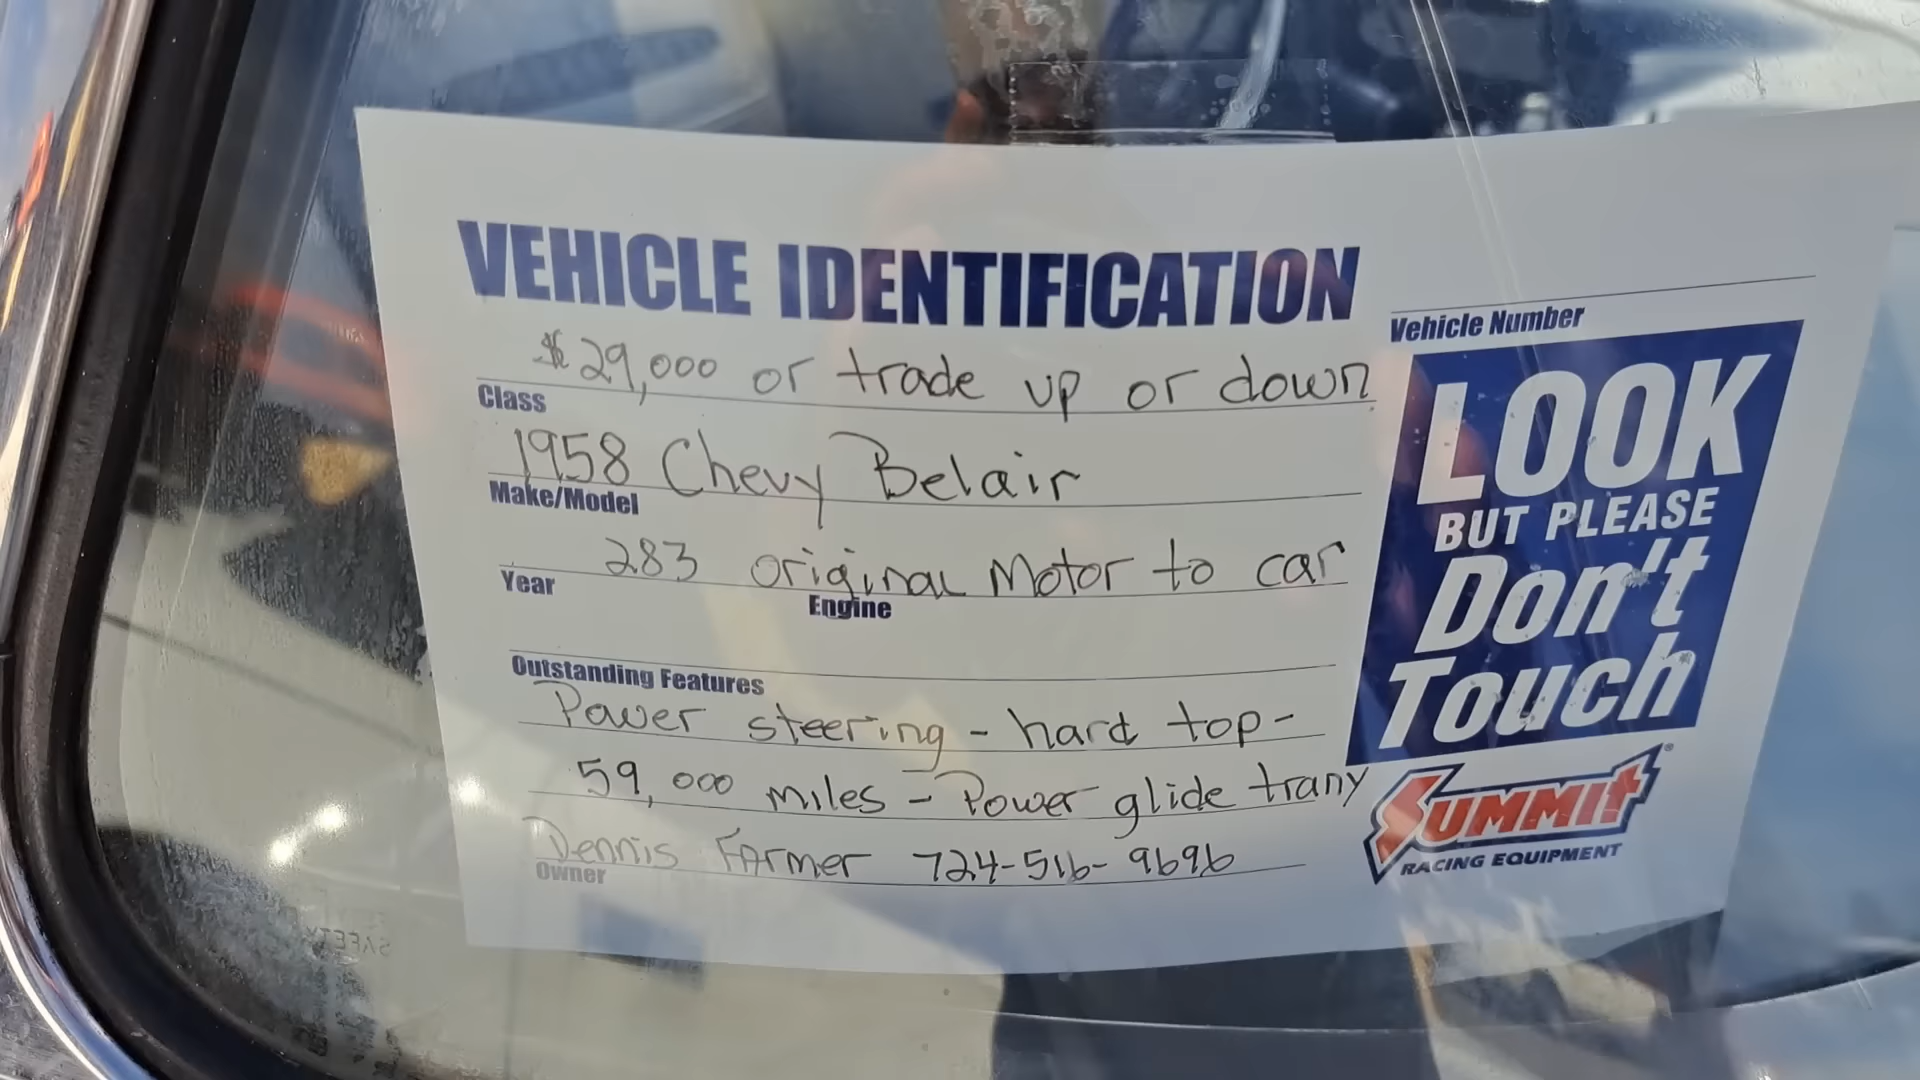 VEHICLE IDENTIFICATION
Vehicle Number
$29,000 or trade up or down
Class
1958 Chevy Belair
Make/Model
283 original Motor to car
Year
Engine
Outstanding Features
Power steering - hard top -
59,000 miles - Power glide trany
Dennis Farmer 724-516-9696
Owner
LOOK
BUT PLEASE
Don't
Touch
SUMMIT
RACING EQUIPMENT
SAFETY